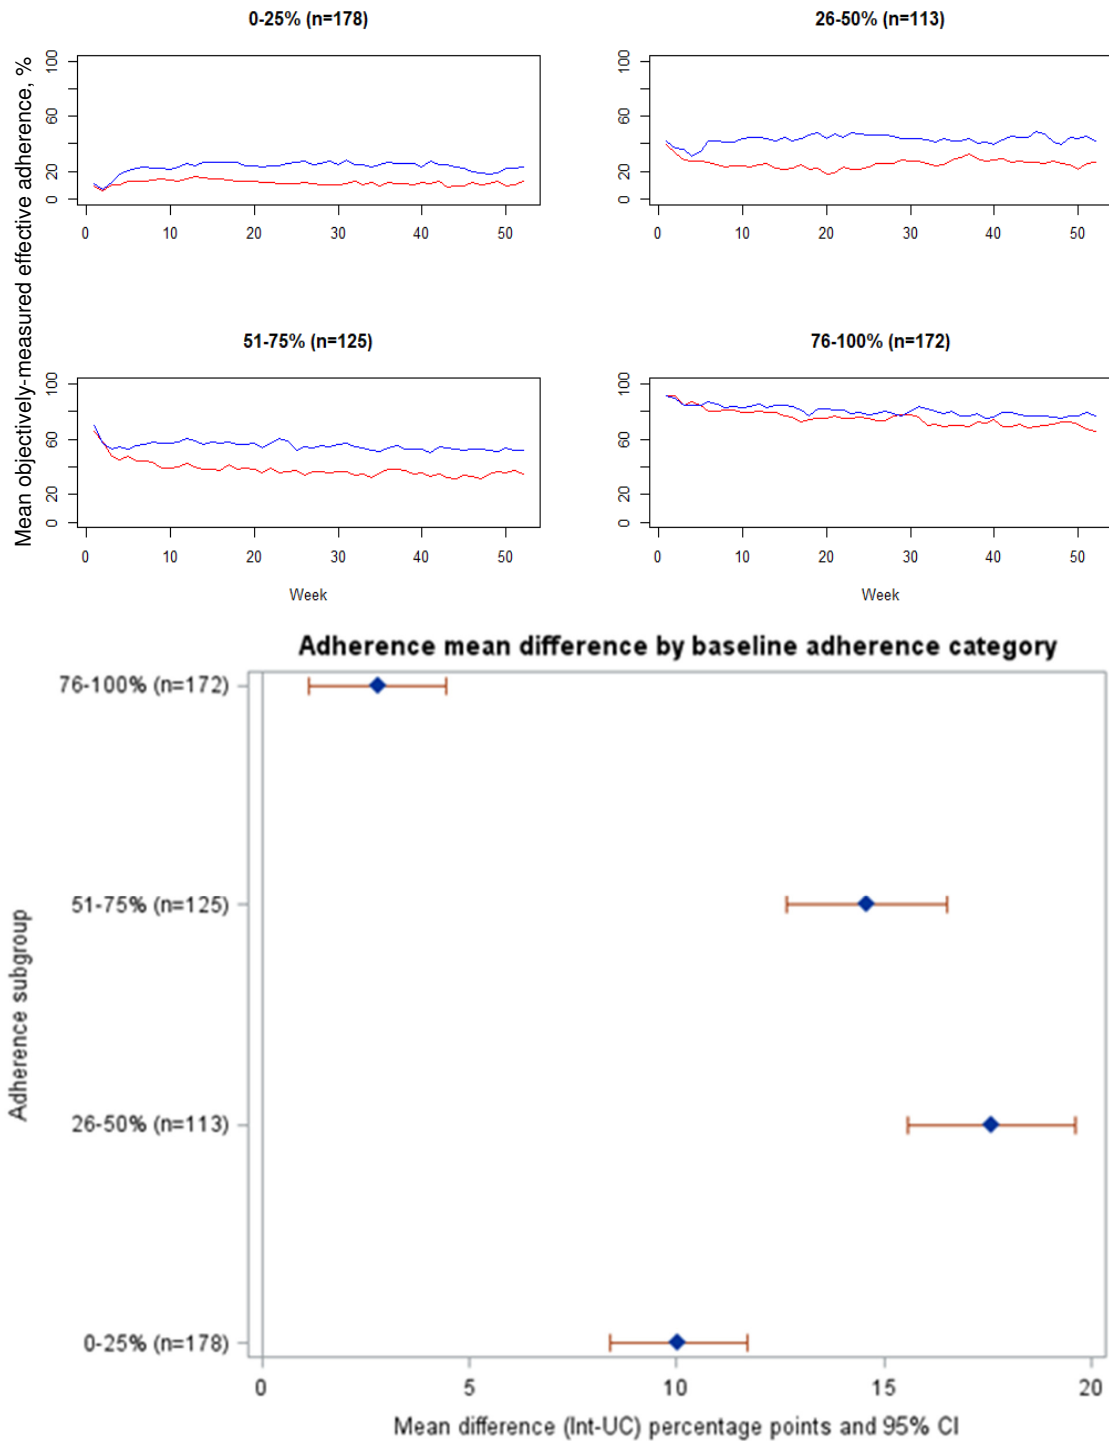 0-25% (n=178)
26-50% (n=113)
Mean objectively-measured effective adherence, %
100
60
20
0
0 10 20 30 40 50
100
60
20
0
0 10 20 30 40 50
51-75% (n=125)
76-100% (n=172)
100
60
20
0
0 10 20 30 40 50
Week
100
60
20
0
0 10 20 30 40 50
Week
Adherence mean difference by baseline adherence category
Adherence subgroup
76-100% (n=172)
51-75% (n=125)
26-50% (n=113)
0-25% (n=178)
0 5 10 15 20
Mean difference (Int-UC) percentage points and 95% CI